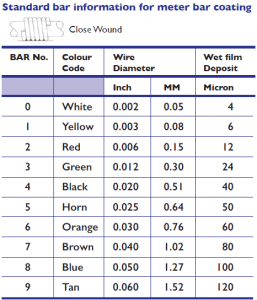 Standard bar information for meter bar coating
Close Wound
BAR No. Colour Code Wire Diameter Wet film Deposit
Inch MM Micron
0 White 0.002 0.05 4
1 Yellow 0.003 0.08 6
2 Red 0.006 0.15 12
3 Green 0.012 0.30 24
4 Black 0.020 0.51 40
5 Horn 0.025 0.64 50
6 Orange 0.030 0.76 60
7 Brown 0.040 1.02 80
8 Blue 0.050 1.27 100
9 Tan 0.060 1.52 120